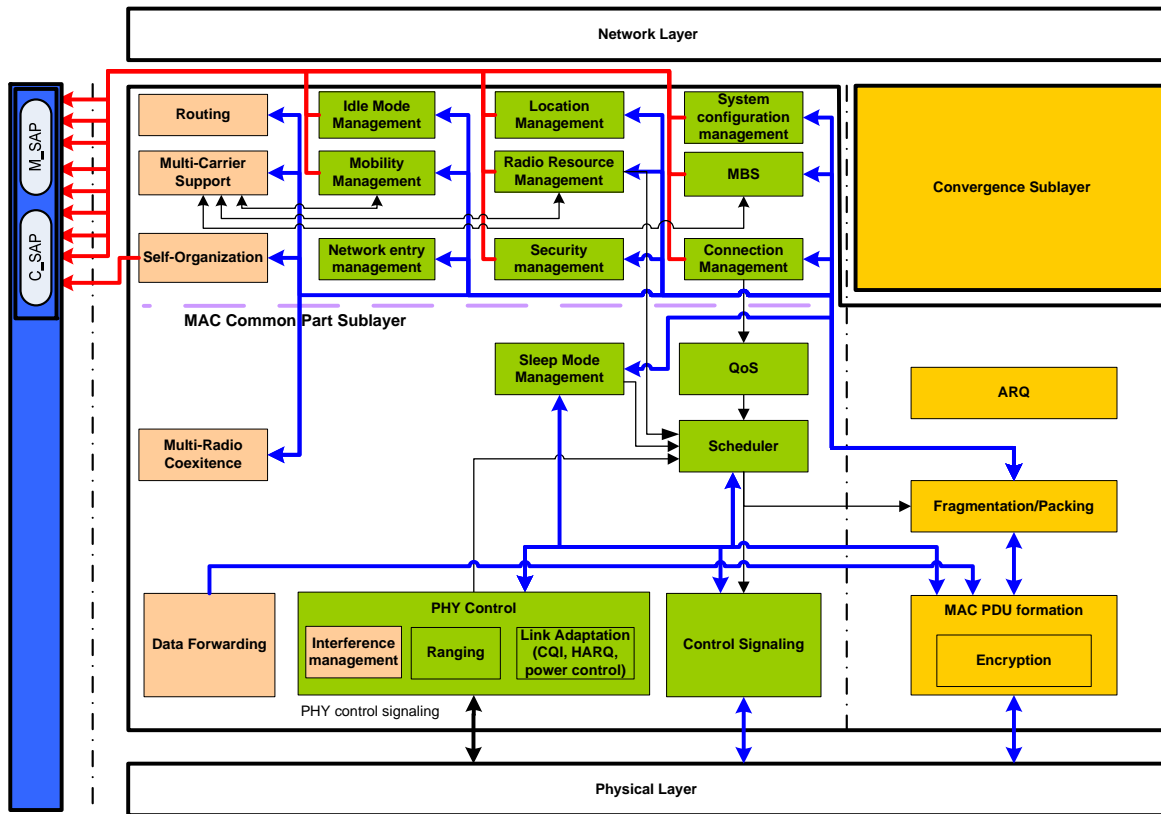 Network Layer
M_SAP
C_SAP
Routing
Idle Mode
Management
Location
Management
System
configuration
management
Multi-Carrier
Support
Mobility
Management
Radio Resource
Management
MBS
Convergence Sublayer
Self-Organization
Network entry
management
Security
management
Connection
Management
MAC Common Part Sublayer
Sleep Mode
Management
QoS
ARQ
Multi-Radio
Coexitence
Scheduler
Fragmentation/Packing
Data Forwarding
PHY Control
Interference
management
Ranging
Link Adaptation
(CQI, HARQ,
power control)
Control Signaling
MAC PDU formation
Encryption
PHY control signaling
Physical Layer